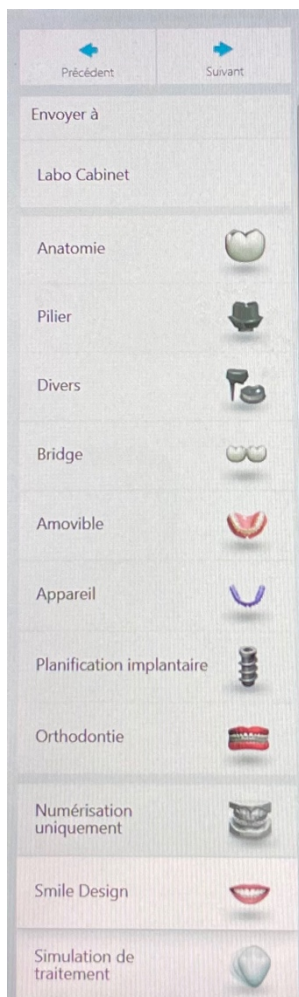 Précédent
Suivant
Envoyer à
Labo Cabinet
Anatomie
Pilier
Divers
Bridge
Amovible
Appareil
Planification implantaire
Orthodontie
Numérisation
uniquement
Smile Design
Simulation de
traitement